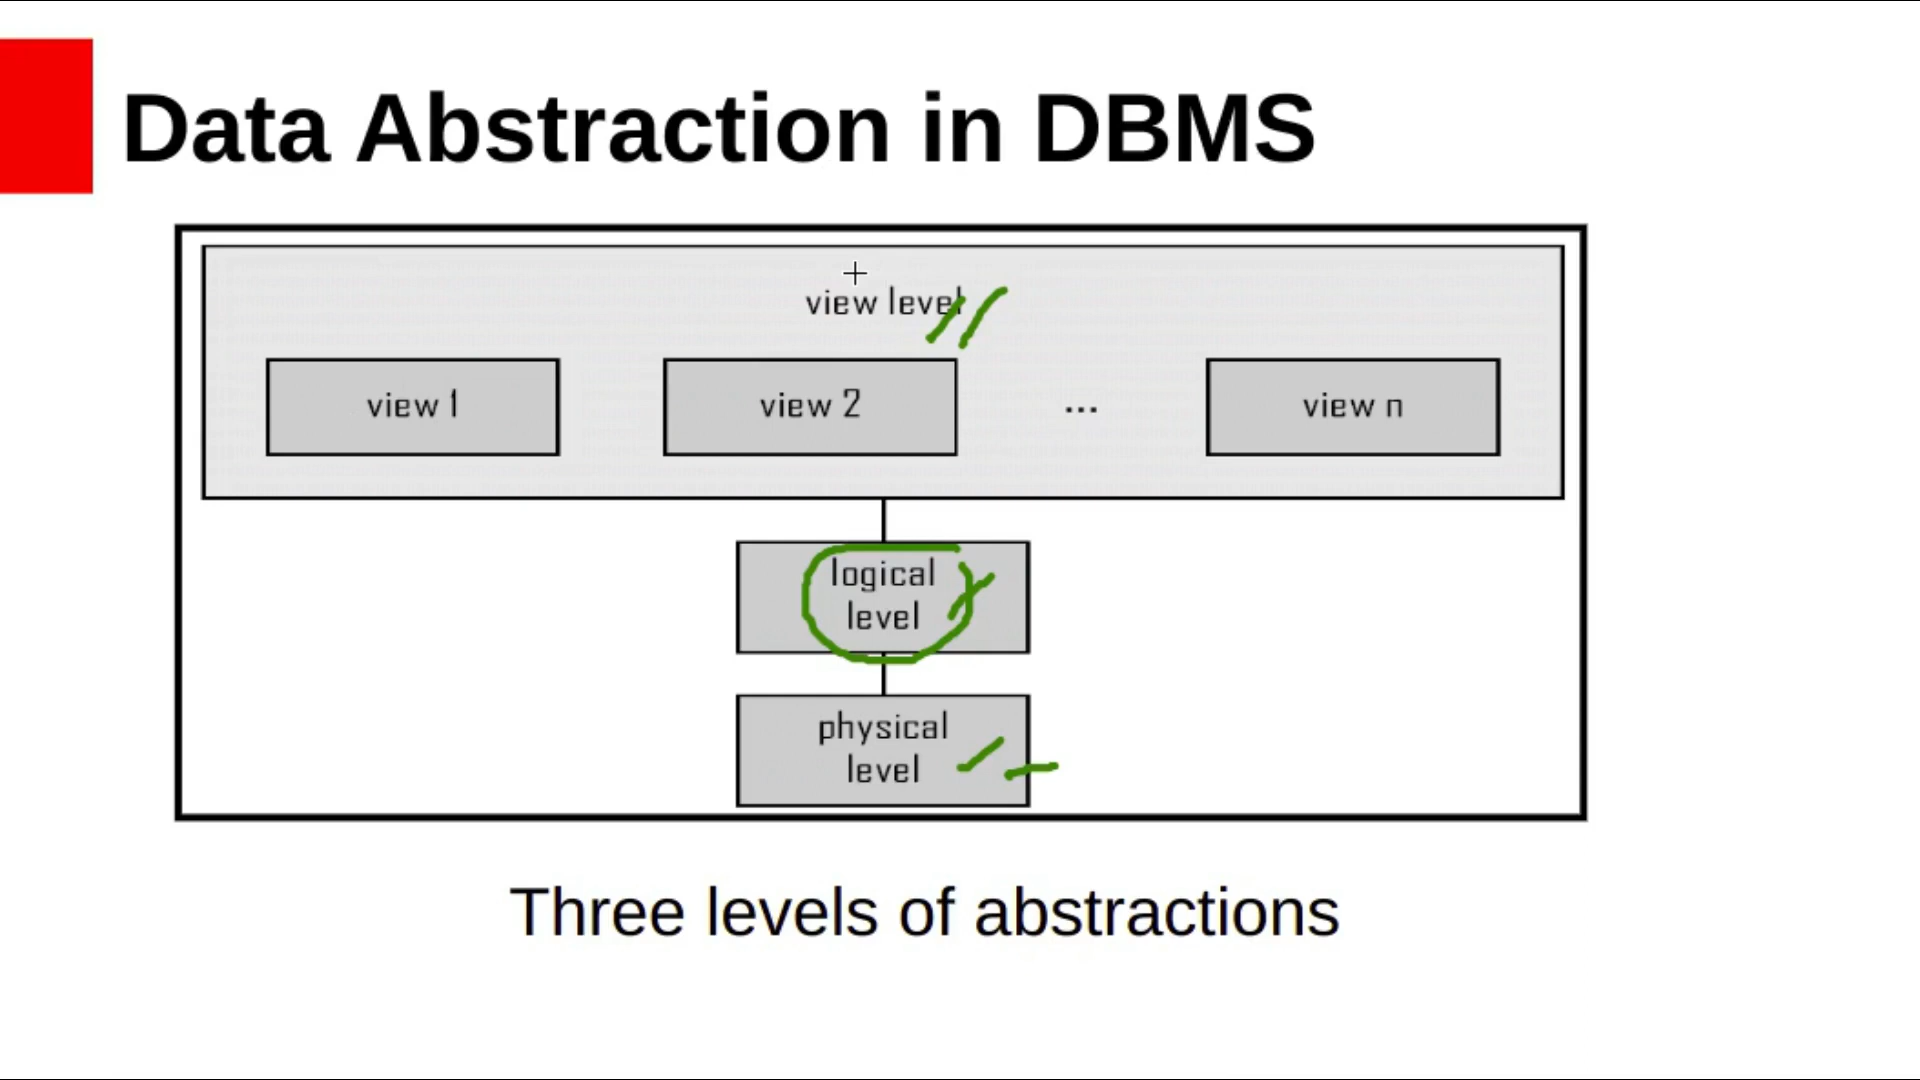 Data Abstraction in DBMS
view level
view 1
view 2
...
view n
logical
level
physical
level
Three levels of abstractions